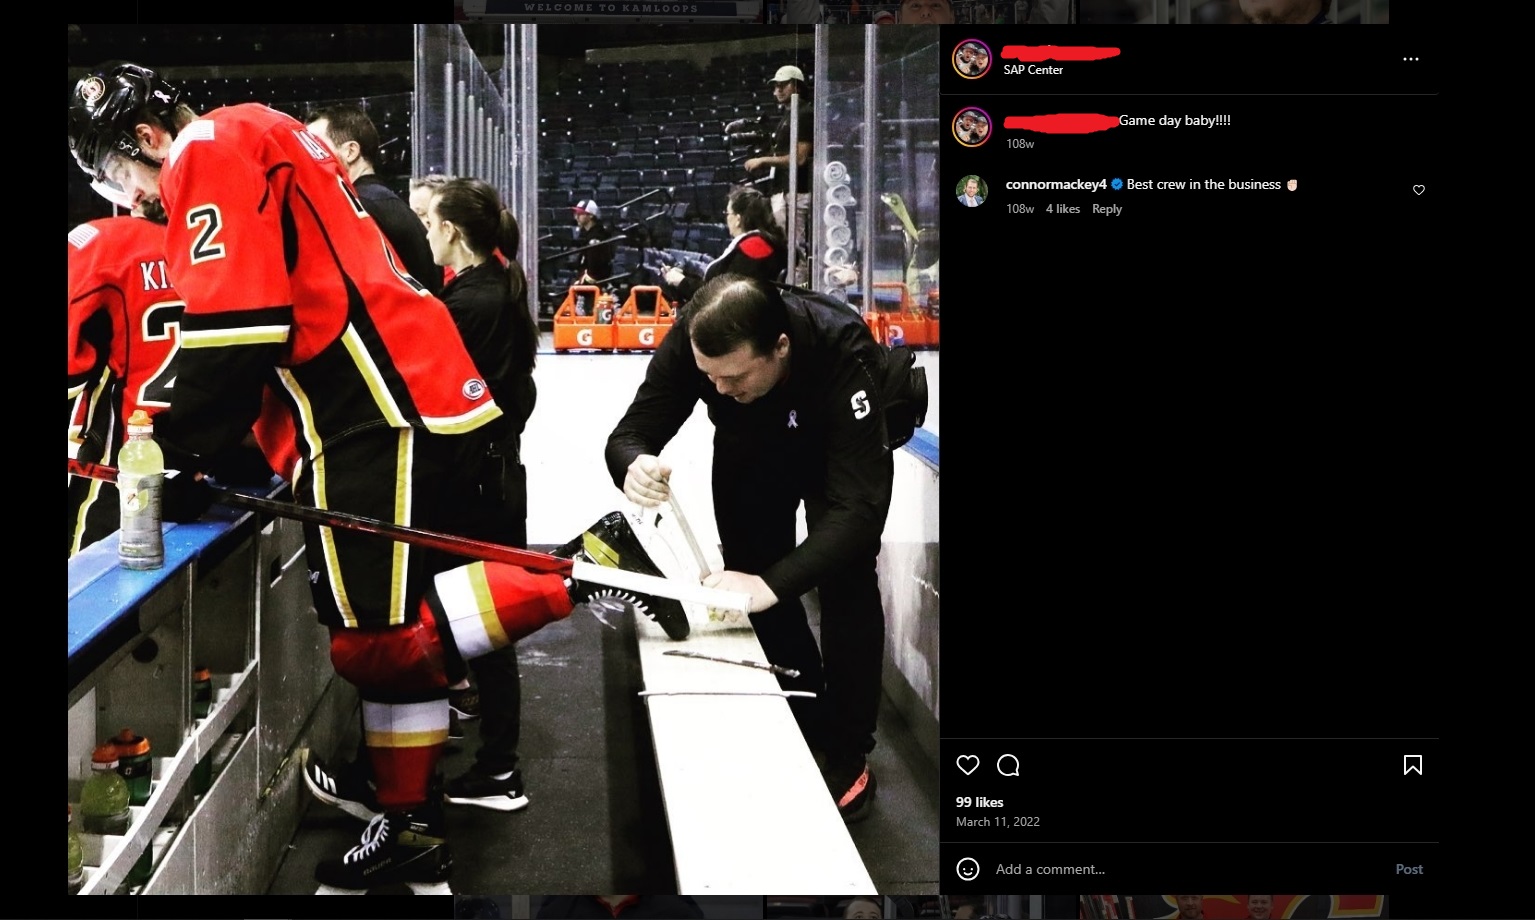 WELCOME TO KAMLOOPS
SAP Center
Game day baby!!!!
108w
connormackey4 Best crew in the business ✊🏻
108w 4 likes Reply
2
KI
2
G
G
S
G
99 likes
March 11, 2022
Add a comment... Post